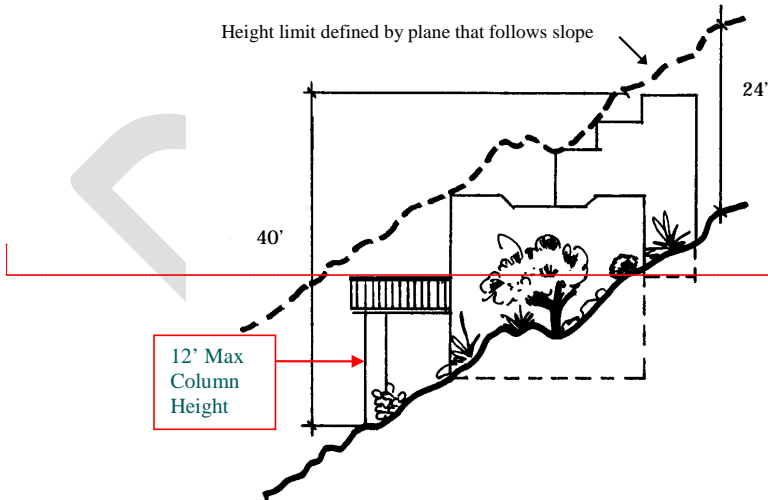 Height limit defined by plane that follows slope
24'
40'
12’ Max
Column
Height